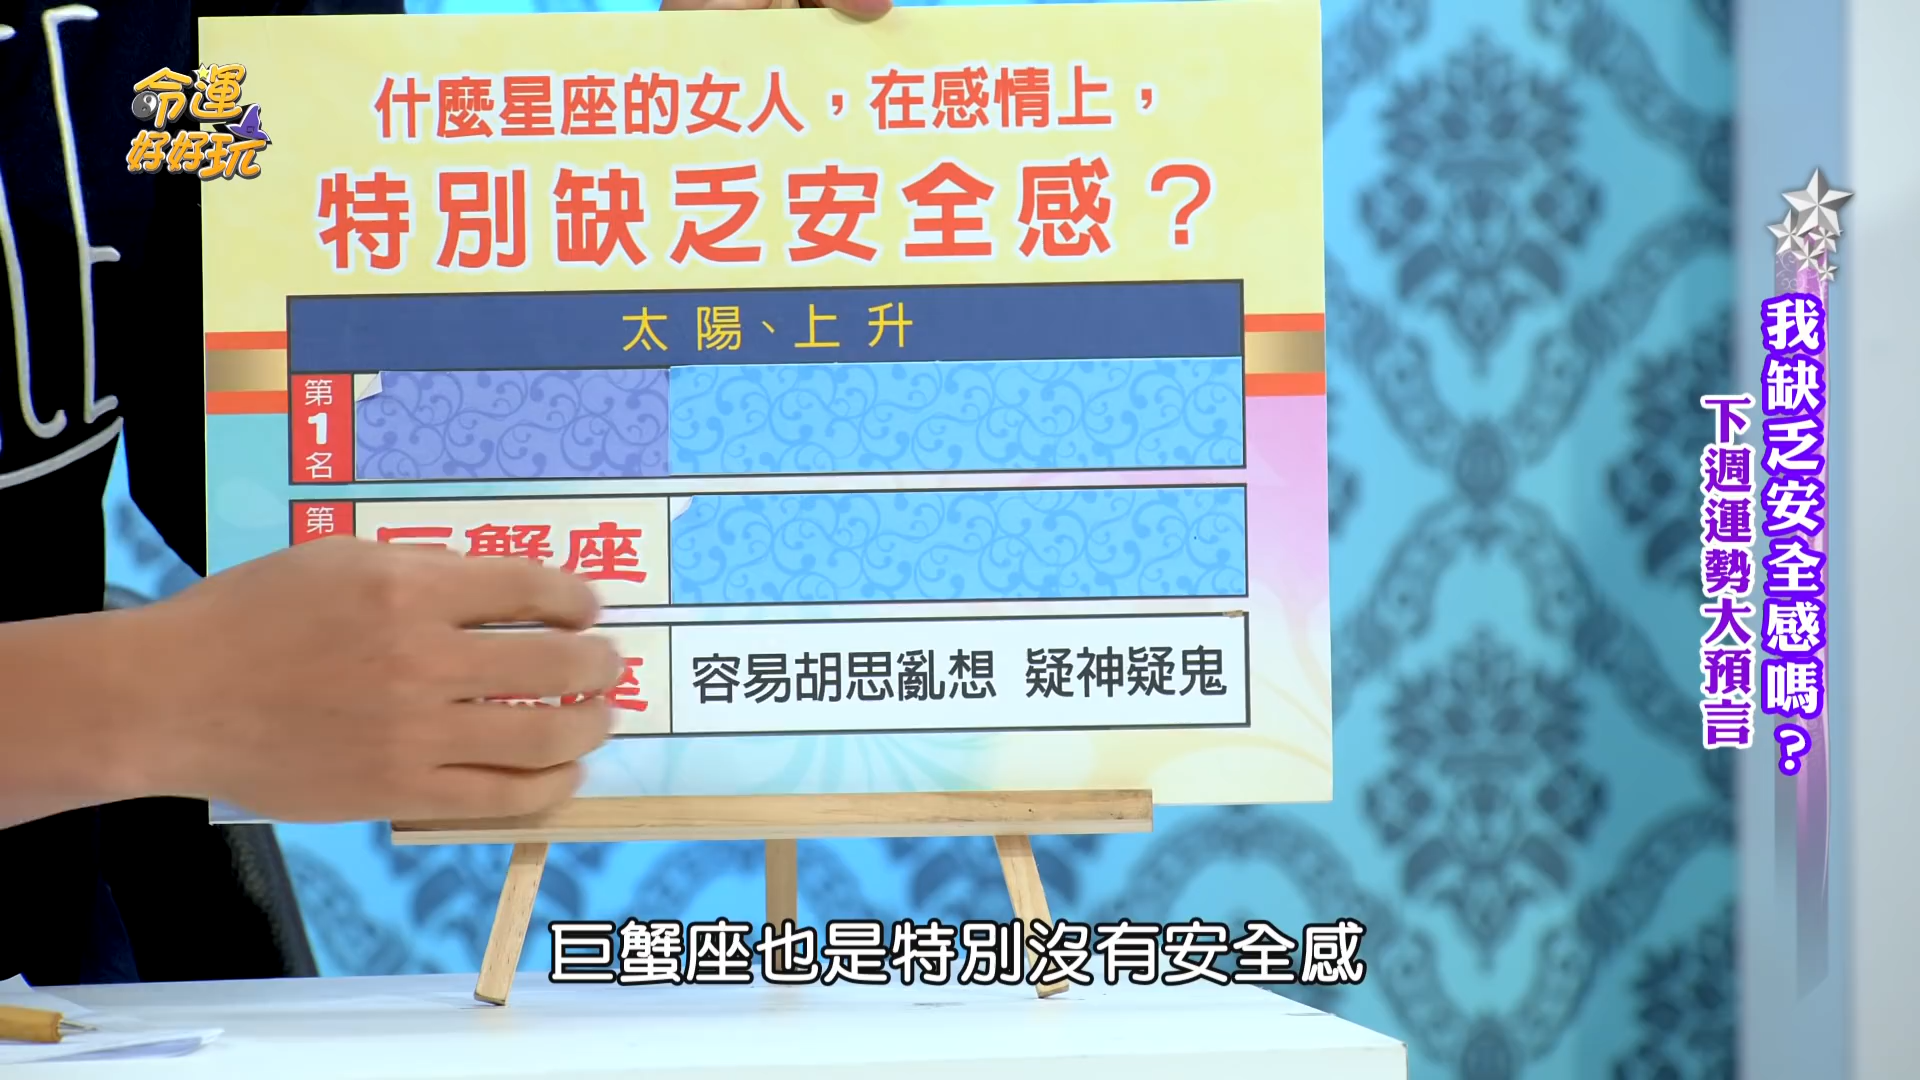 命運
好好玩
什麼星座的女人，在感情上，
特別缺乏安全感？
太陽、上升
第1名
第
巨蟹座
座
容易胡思亂想 疑神疑鬼
我缺乏安全感嗎？
下週運勢大預言
巨蟹座也是特別沒有安全感